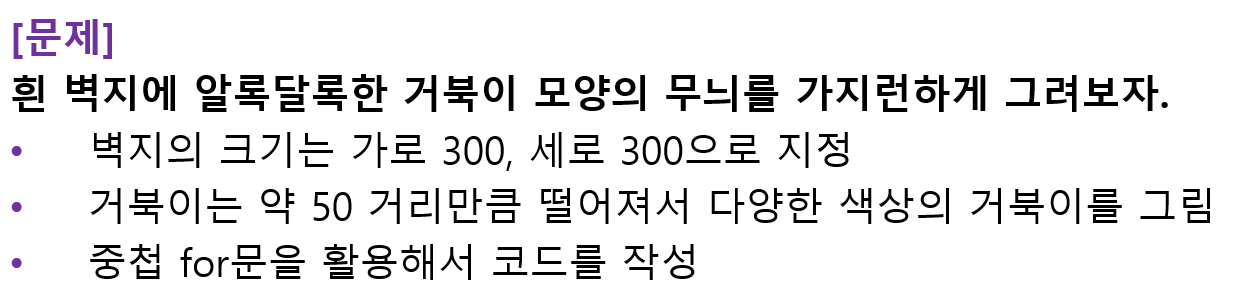 [문제]
흰 벽지에 알록달록한 거북이 모양의 무늬를 가지런하게 그려보자.
• 벽지의 크기는 가로 300, 세로 300으로 지정
• 거북이는 약 50 거리만큼 떨어져서 다양한 색상의 거북이를 그림
• 중첩 for문을 활용해서 코드를 작성